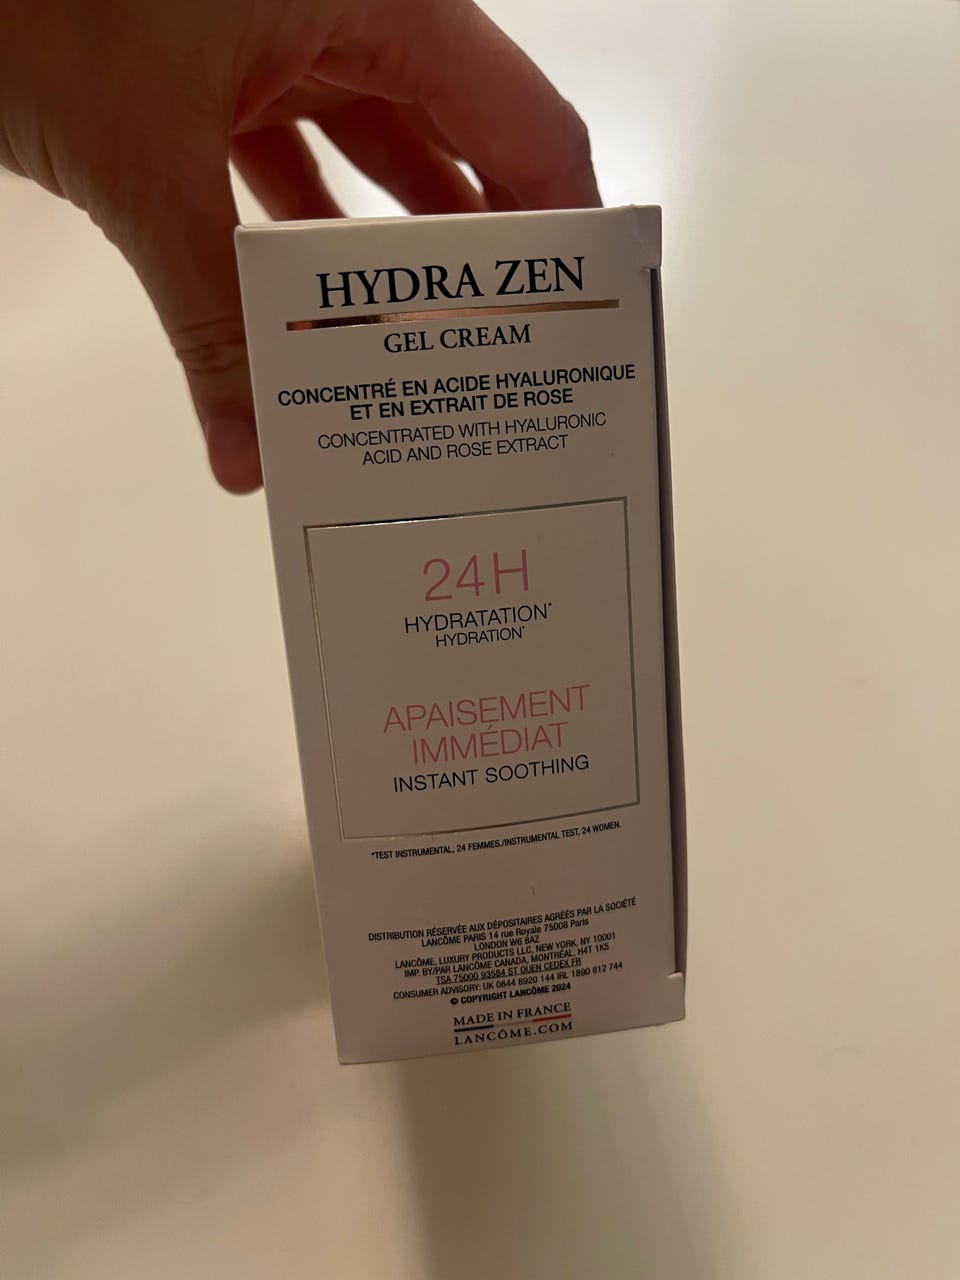 HYDRA ZEN
GEL CREAM
CONCENTRÉ EN ACIDE HYALURONIQUE
ET EN EXTRAIT DE ROSE
CONCENTRATED WITH HYALURONIC
ACID AND ROSE EXTRACT
24H
HYDRATATION*
HYDRATION*
APAISEMENT
IMMÉDIAT
INSTANT SOOTHING
*TEST INSTRUMENTAL, 24 FEMMES./INSTRUMENTAL TEST, 24 WOMEN.
DISTRIBUTION RÉSERVÉE AUX DÉPOSITAIRES AGRÉÉS PAR LA SOCIÉTÉ
LANCÔME PARIS 14 rue Royale 75008 Paris
LONDON W6 8AZ
LANCÔME, LUXURY PRODUCTS LLC, NEW YORK, NY 10001
IMP. BY/PAR LANCÔME CANADA, MONTRÉAL, H4T 1K5
TSA 75000 93584 ST OUEN CEDEX FR
CONSUMER ADVISORY: UK 0844 8920 144 IRL 1890 812 744
© COPYRIGHT LANCÔME 2024
MADE IN FRANCE
LANCÔME.COM